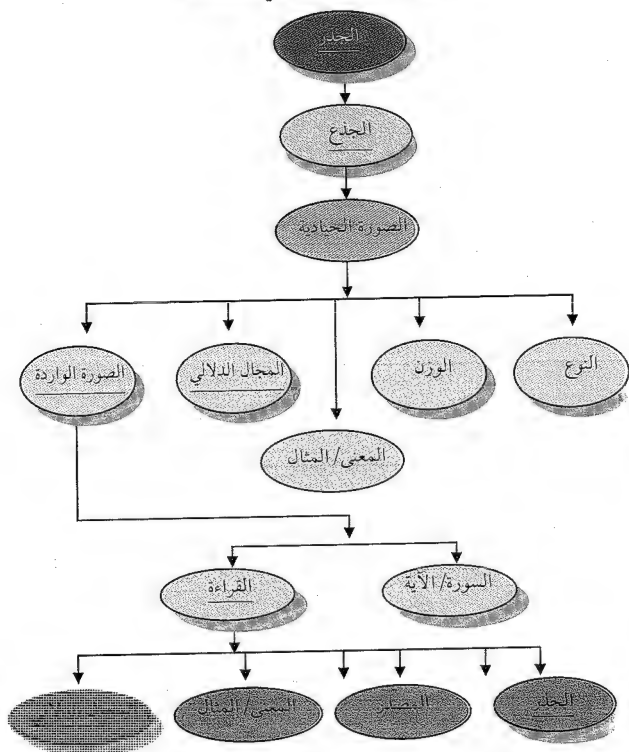 الجذر
الجذع
الصورة الحيادية
النوع
الوزن
المجال الدلالي
الصورة الواردة
المعنى/ المثال
السورة/ الآية
القراءة
الجذر
المصدر
المعنى/ المثال